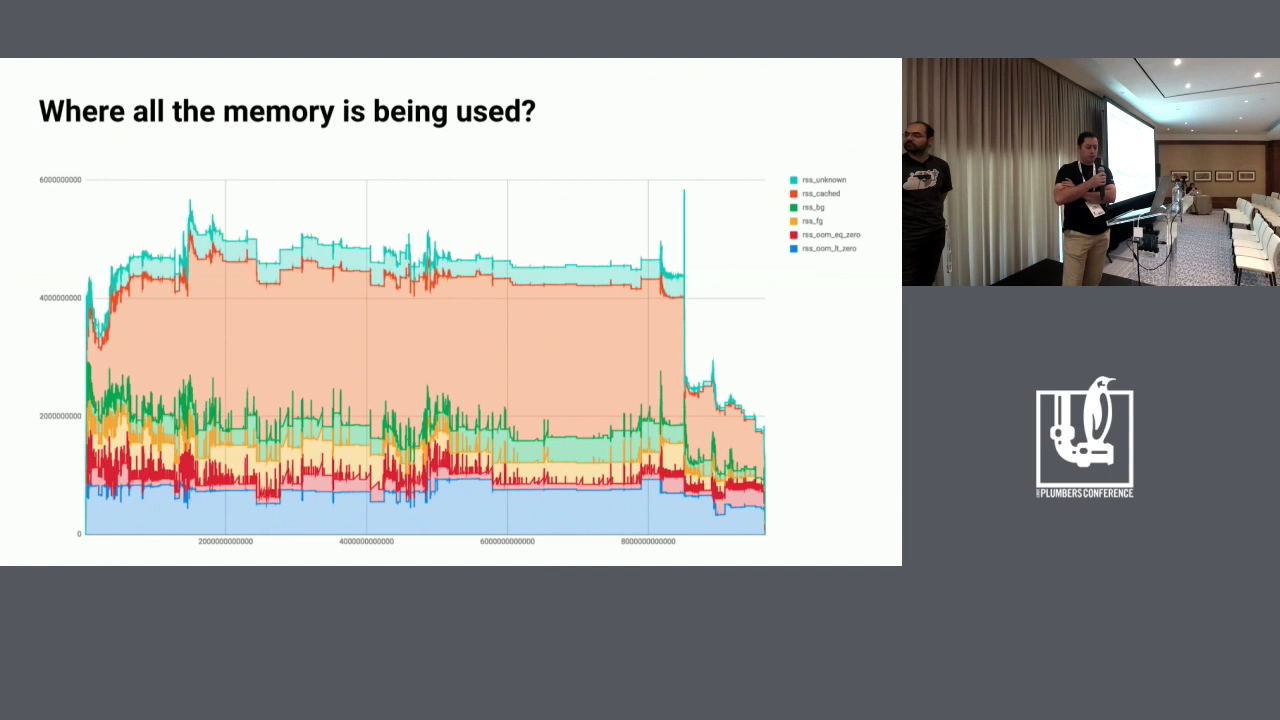 Where all the memory is being used?
6000000000
4000000000
2000000000
0
2000000000000
4000000000000
6000000000000
8000000000000
rss_unknown
rss_cached
rss_bg
rss_fg
rss_oom_eq_zero
rss_oom_lt_zero
PLUMBERS CONFERENCE